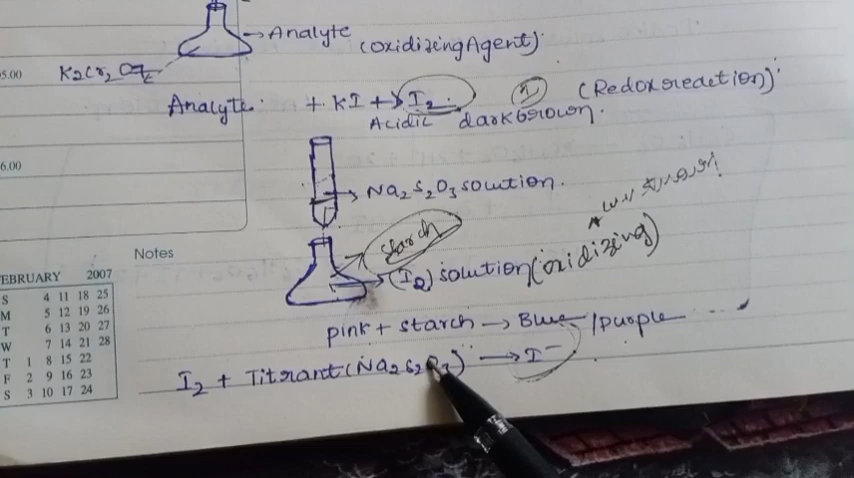 → Analyte (oxidizing Agent)
5.00 K2Cr2O7
Analyte + KI + → I2 (Redox reaction)
Acidic dark brown.
6.00
→ Na2S2O3 solution.
starch
→ (I2) solution (oxidizing)
Notes
pink + starch → Blue / purple
I2 + Titrant (Na2S2O3) → I-
EBRUARY 2007
S 4 11 18 25
M 5 12 19 26
T 6 13 20 27
W 7 14 21 28
T 1 8 15 22
F 2 9 16 23
S 3 10 17 24